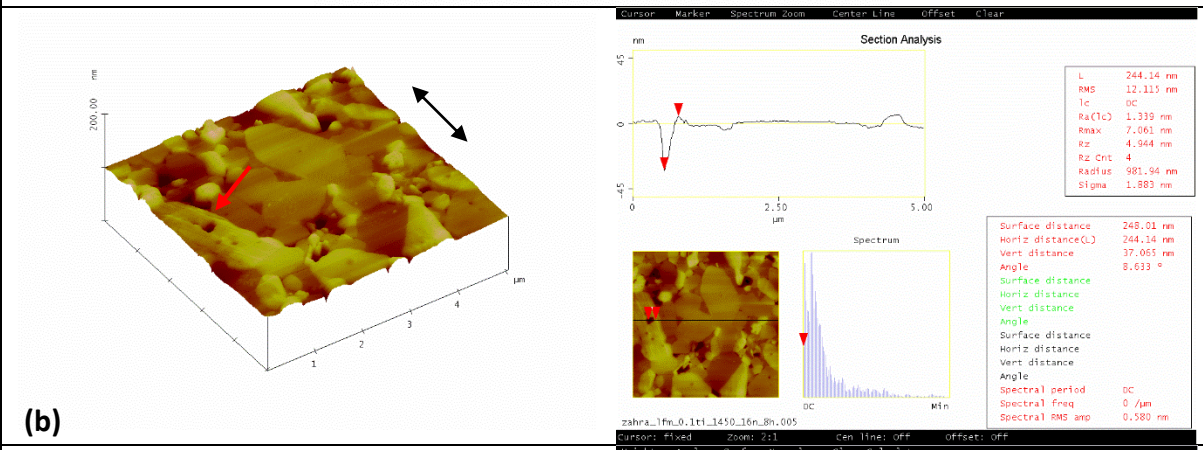 Cursor Marker Spectrum Zoom Center Line Offset Clear
nm
200.00
1
2
3
4
μm
(b)
Section Analysis
nm
45
0
-45
0
2.50
5.00
μm
L 244.14 nm
RMS 12.115 nm
lc DC
Ra(lc) 1.339 nm
Rmax 7.061 nm
Rz 4.944 nm
Rz Cnt 4
Radius 981.94 nm
Sigma 1.883 nm
Spectrum
DC
Min
Surface distance 248.01 nm
Horiz distance(L) 244.14 nm
Vert distance 37.065 nm
Angle 8.633 °
Surface distance
Horiz distance
Vert distance
Angle
Surface distance
Horiz distance
Vert distance
Angle
Spectral period DC
Spectral freq 0 /μm
Spectral RMS amp 0.580 nm
zahra_lfm_0.1ti_1450_16n_8h.005
Cursor: fixed Zoom: 2:1 Cen line: Off Offset: Off